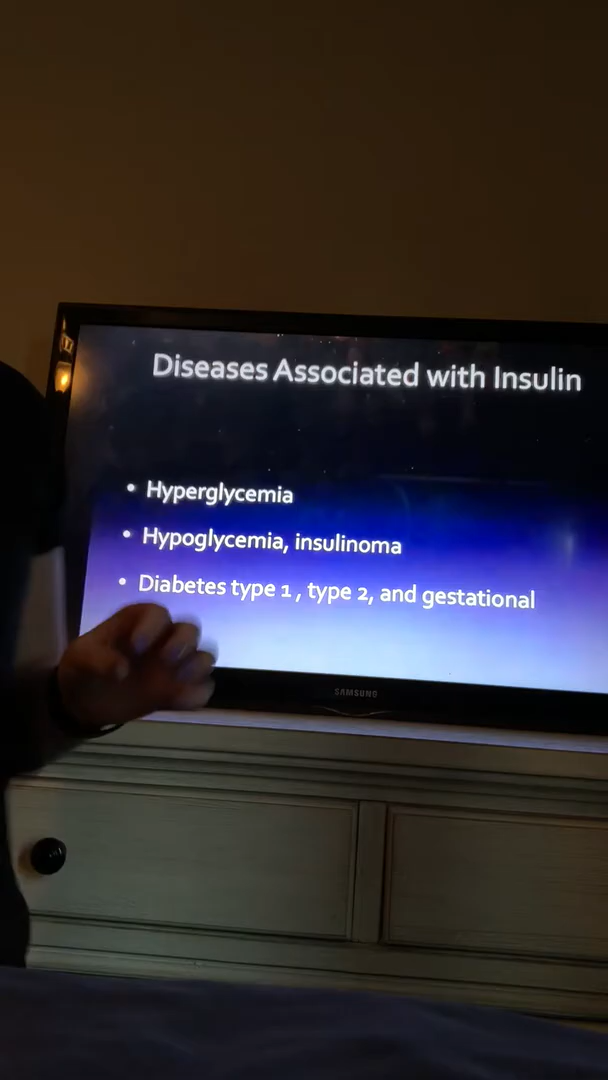 Diseases Associated with Insulin
• Hyperglycemia
• Hypoglycemia, insulinoma
• Diabetes type 1 , type 2, and gestational
SAMSUNG